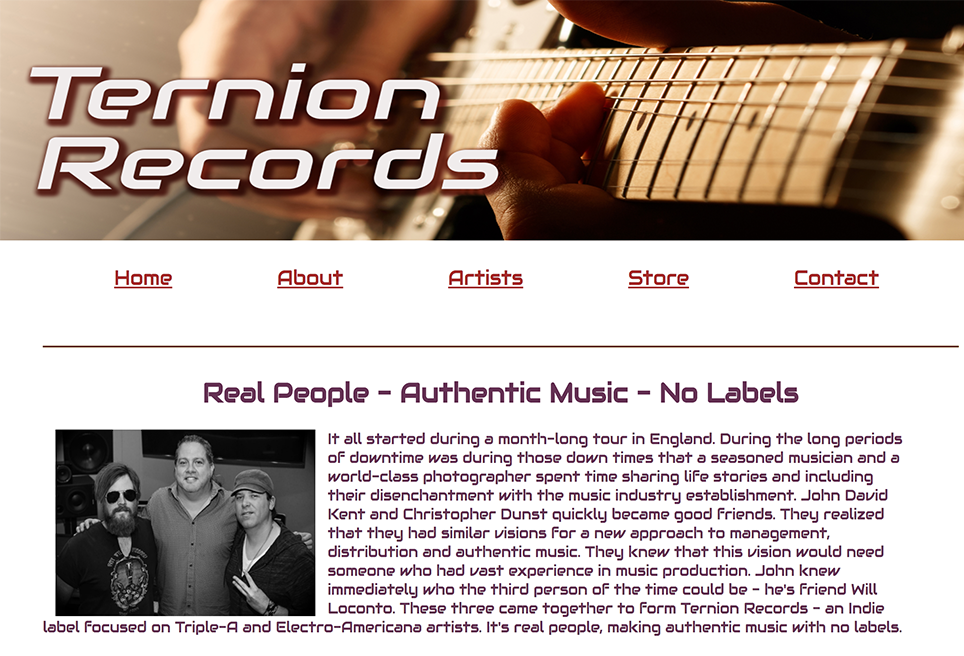 Ternion
Records
Home About Artists Store Contact
Real People - Authentic Music - No Labels
It all started during a month-long tour in England. During the long periods
of downtime was during those down times that a seasoned musician and a
world-class photographer spent time sharing life stories and including
their disenchantment with the music industry establishment. John David
Kent and Christopher Dunst quickly became good friends. They realized
that they had similar visions for a new approach to management,
distribution and authentic music. They knew that this vision would need
someone who had vast experience in music production. John knew
immediately who the third person of the time could be - he's friend Will
Loconto. These three came together to form Ternion Records - an Indie
label focused on Triple-A and Electro-Americana artists. It's real people, making authentic music with no labels.